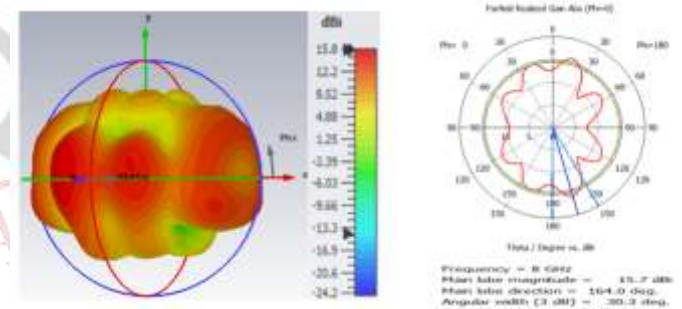 y
dBi
15.8
12.2
8.52
4.88
1.25
-2.39
-6.03
-9.66
-13.3
-16.9
-20.6
-24.2
Phi
x
Farfield Realized Gain Abs (Phi=0)
Phi= 0
Phi=180
0
30
30
60
60
90
90
120
120
150
150
180
Theta / Degree vs. dBi
Frequency = 8 GHz
Main lobe magnitude = 15.7 dBi
Main lobe direction = 164.0 deg.
Angular width (3 dB) = 30.3 deg.